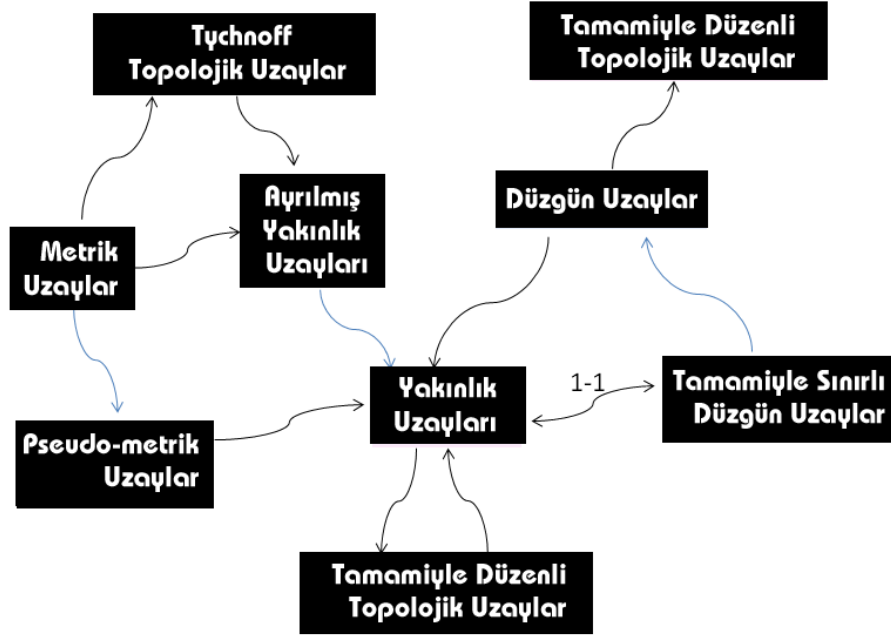 Tychnoff
Topolojik Uzaylar
Tamamiyle Düzenli
Topolojik Uzaylar
Ayrılmış
Yakınlık
Uzayları
Düzgün Uzaylar
Metrik
Uzaylar
Yakınlık
Uzayları
1-1
Tamamiyle Sınırlı
Düzgün Uzaylar
Pseudo-metrik
Uzaylar
Tamamiyle Düzenli
Topolojik Uzaylar